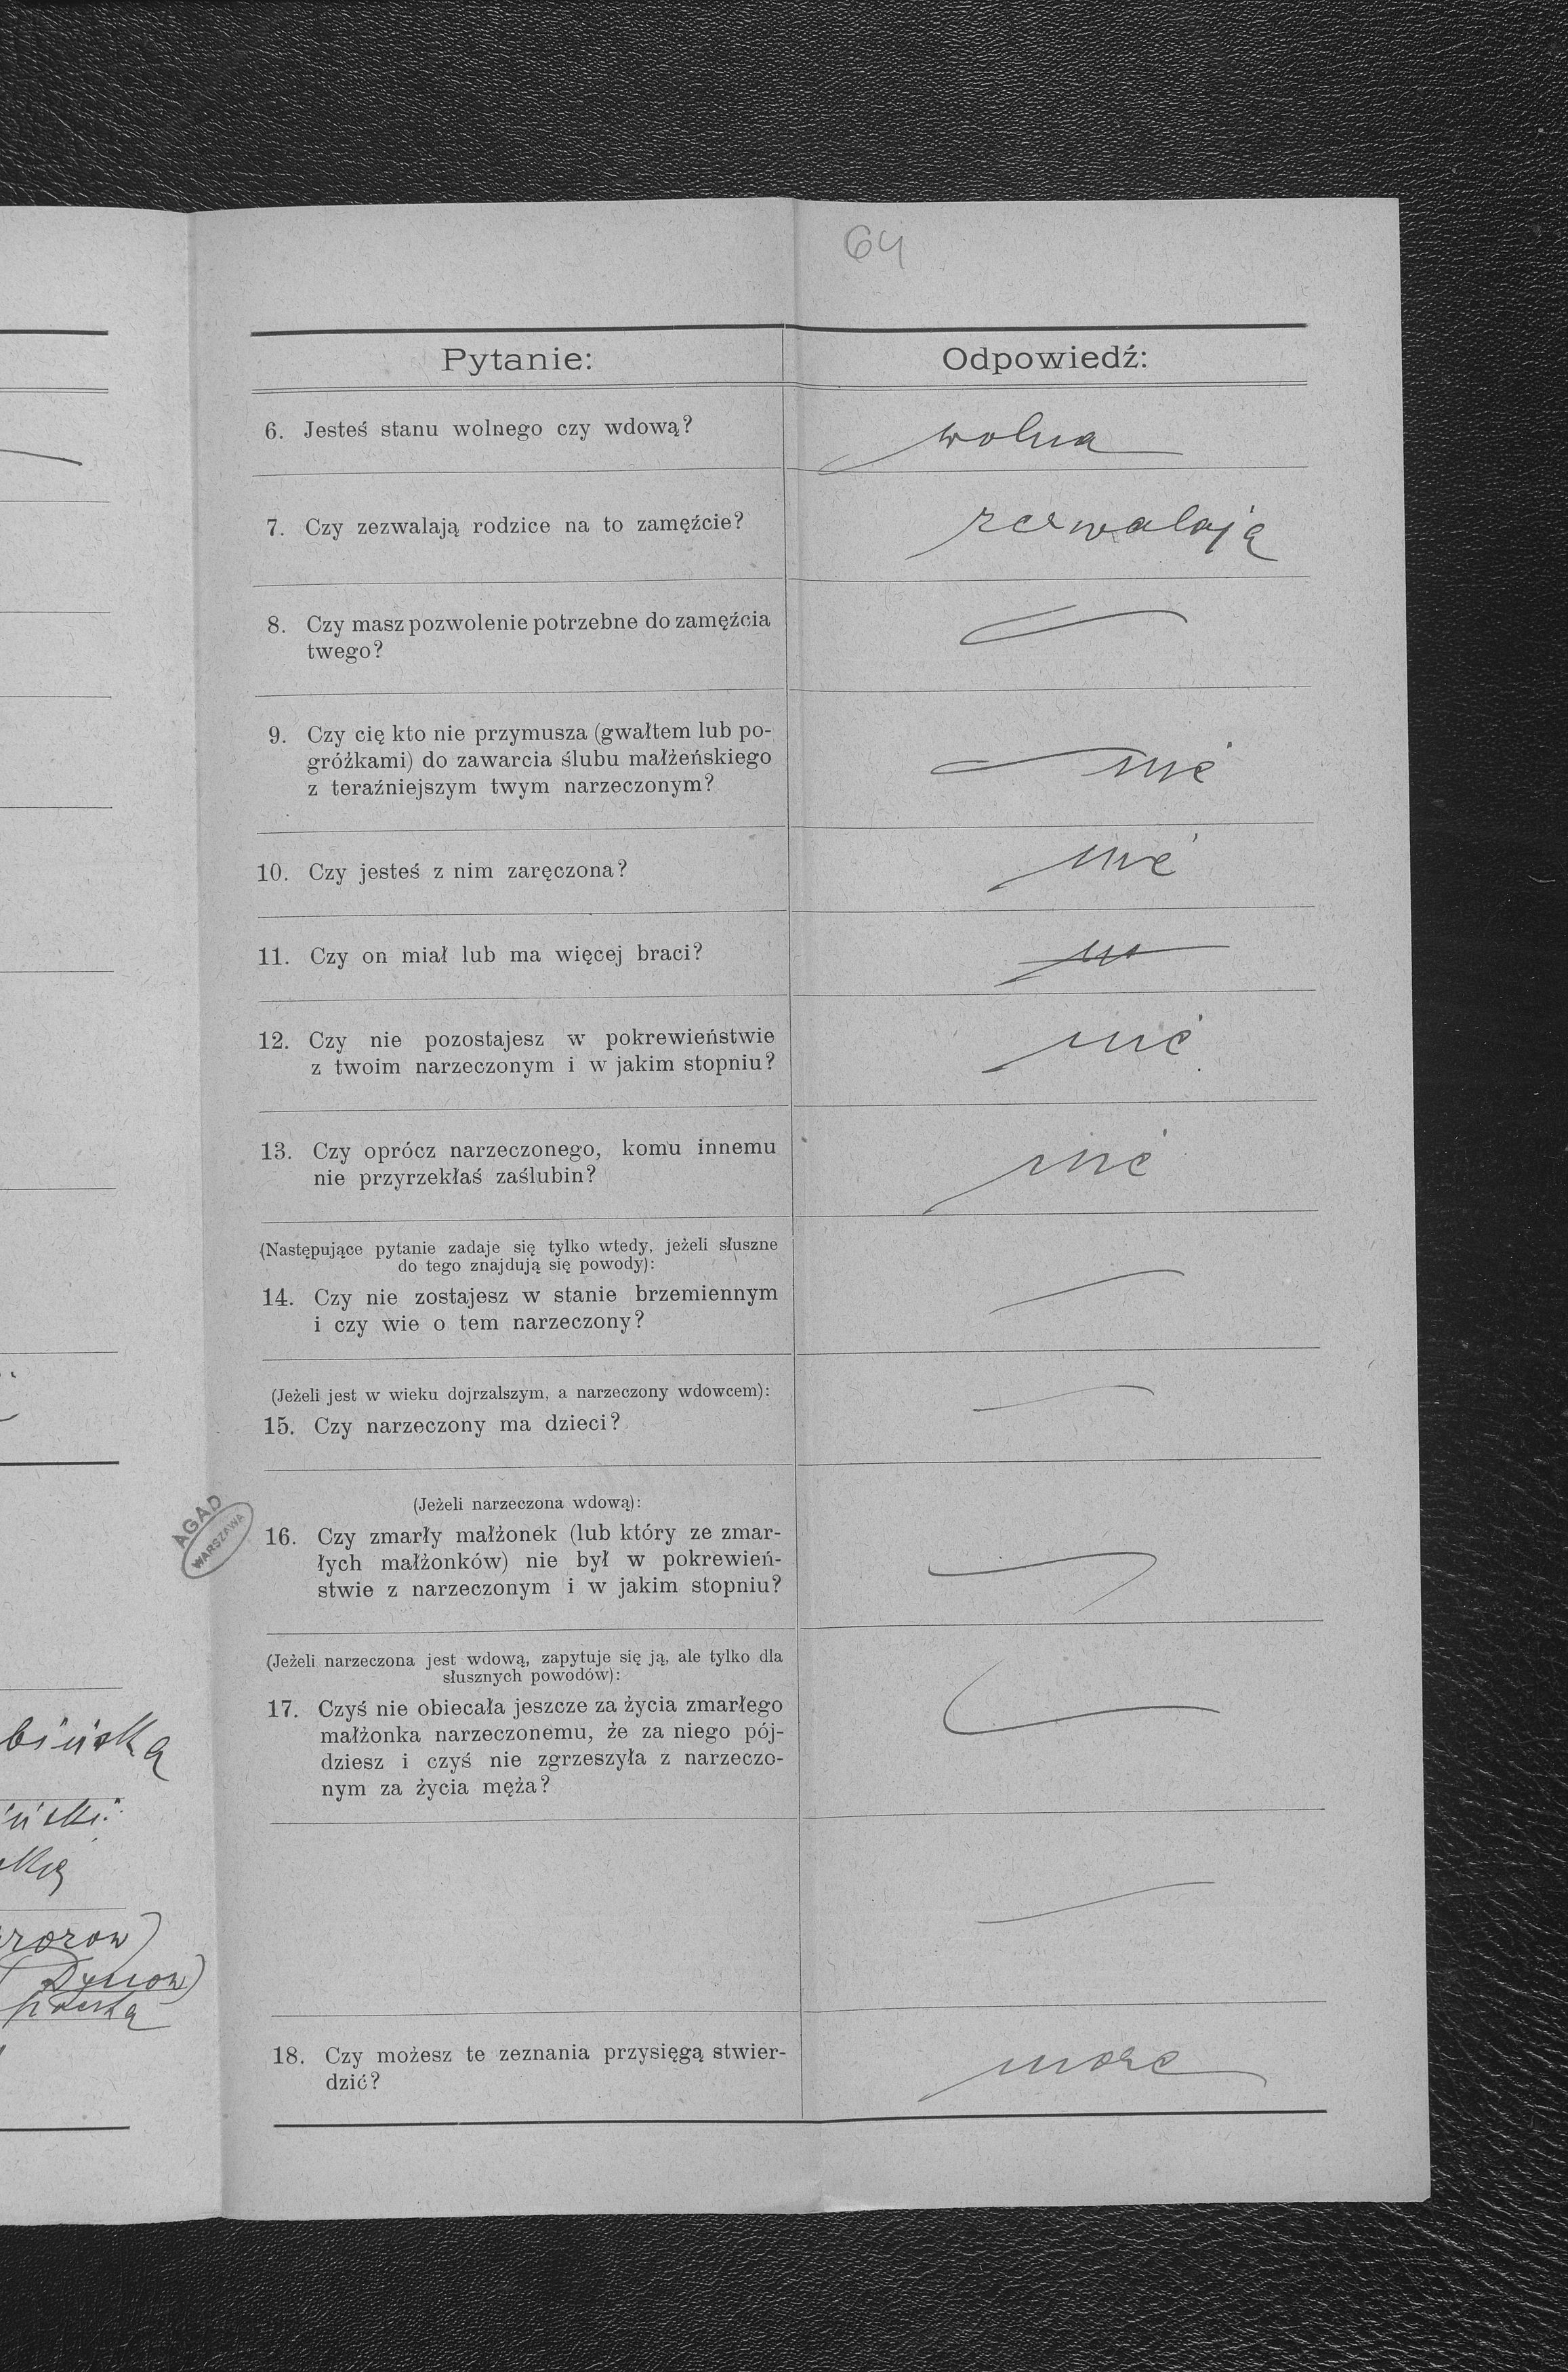 64
Pytanie: Odpowiedź:
6. Jesteś stanu wolnego czy wdową? wolna
7. Czy zezwalają rodzice na to zamęźcie? zezwalają
8. Czy masz pozwolenie potrzebne do zamęźcia
twego?
9. Czy cię kto nie przymusza (gwałtem lub po-
gróżkami) do zawarcia ślubu małżeńskiego
z teraźniejszym twym narzeczonym? nie
10. Czy jesteś z nim zaręczona? nie
11. Czy on miał lub ma więcej braci?
12. Czy nie pozostajesz w pokrewieństwie
z twoim narzeczonym i w jakim stopniu? nie
13. Czy oprócz narzeczonego, komu innemu
nie przyrzekłaś zaślubin? nie
(Następujące pytanie zadaje się tylko wtedy, jeżeli słuszne
do tego znajdują się powody):
14. Czy nie zostajesz w stanie brzemiennym
i czy wie o tem narzeczony?
(Jeżeli jest w wieku dojrzalszym, a narzeczony wdowcem):
15. Czy narzeczony ma dzieci?
AGAD
WARSZAWA
(Jeżeli narzeczona wdową):
16. Czy zmarły małżonek (lub który ze zmar-
łych małżonków) nie był w pokrewień-
stwie z narzeczonym i w jakim stopniu?
(Jeżeli narzeczona jest wdową, zapytuje się ją, ale tylko dla
słusznych powodów):
17. Czyś nie obiecała jeszcze za życia zmarłego
małżonka narzeczonemu, że za niego pój-
dziesz i czyś nie zgrzeszyła z narzeczo-
nym za życia męża?
18. Czy możesz te zeznania przysięgą stwier-
dzić? może